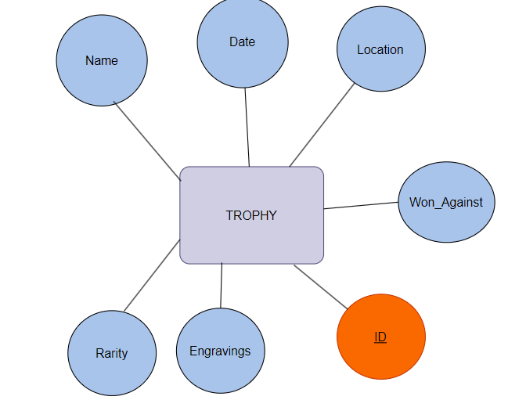 Date
Location
Name
Won_Against
TROPHY
ID
Engravings
Rarity